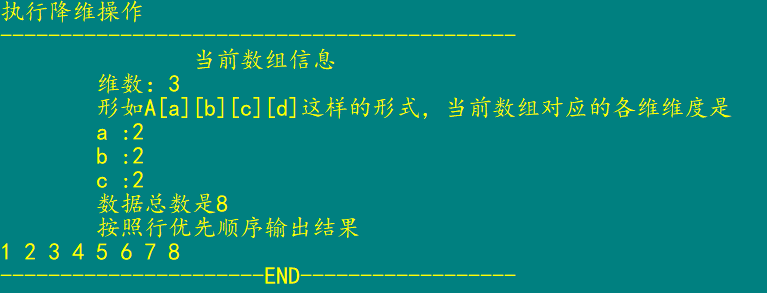 执行降维操作
-------------------------------------------
当前数组信息
维数: 3
形如A[a][b][c][d]这样的形式，当前数组对应的各维维度是
a :2
b :2
c :2
数据总数是8
按照行优先顺序输出结果
1 2 3 4 5 6 7 8
----------------------END------------------